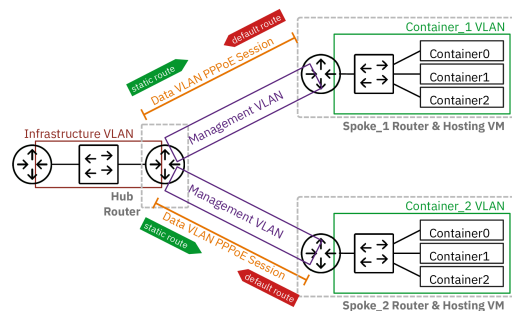 Container_1 VLAN
default route
static route
Data VLAN PPPoE Session
Container0
Container1
Container2
Management VLAN
Spoke_1 Router & Hosting VM
Infrastructure VLAN
Hub
Router
Management VLAN
Data VLAN PPPoE Session
static route
default route
Container_2 VLAN
Container0
Container1
Container2
Spoke_2 Router & Hosting VM